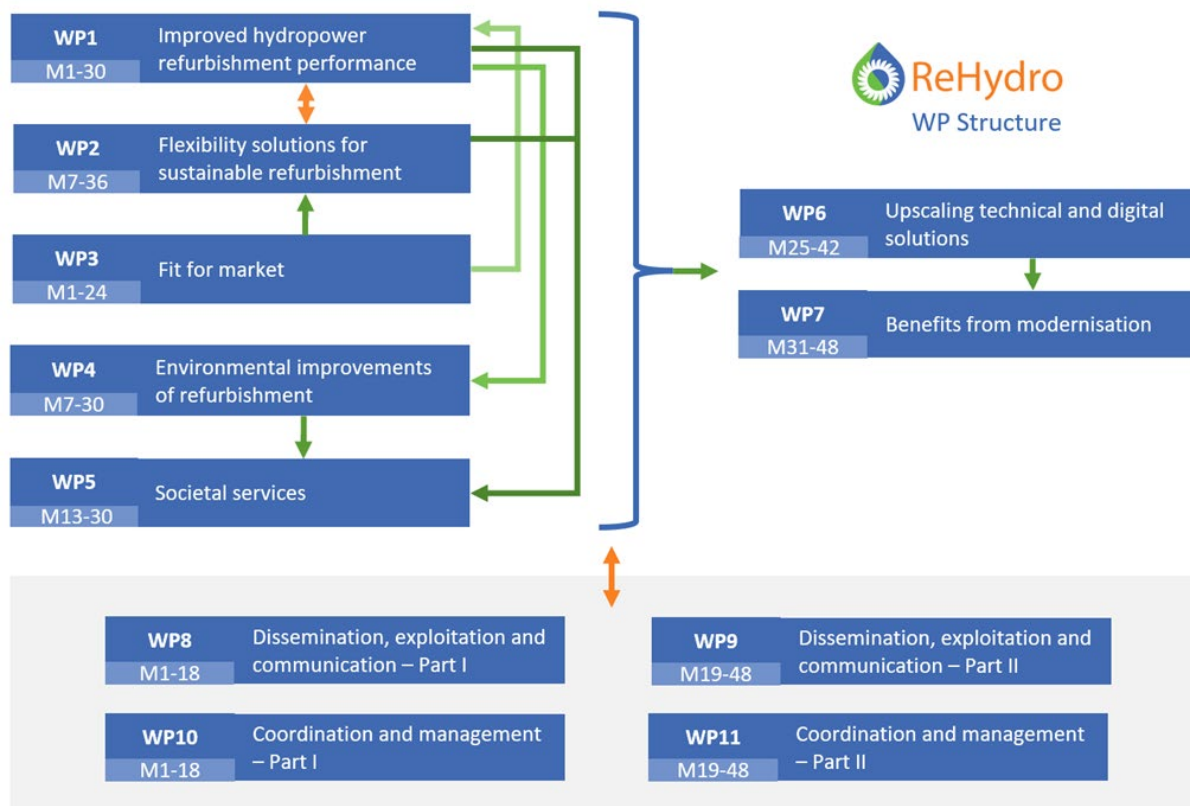 WP1
M1-30
Improved hydropower
refurbishment performance
WP2
M7-36
Flexibility solutions for
sustainable refurbishment
WP3
M1-24
Fit for market
WP4
M7-30
Environmental improvements
of refurbishment
WP5
M13-30
Societal services
ReHydro
WP Structure
WP6
M25-42
Upscaling technical and digital
solutions
WP7
M31-48
Benefits from modernisation
WP8
M1-18
Dissemination, exploitation and
communication – Part I
WP9
M19-48
Dissemination, exploitation and
communication – Part II
WP10
M1-18
Coordination and management
– Part I
WP11
M19-48
Coordination and management
– Part II